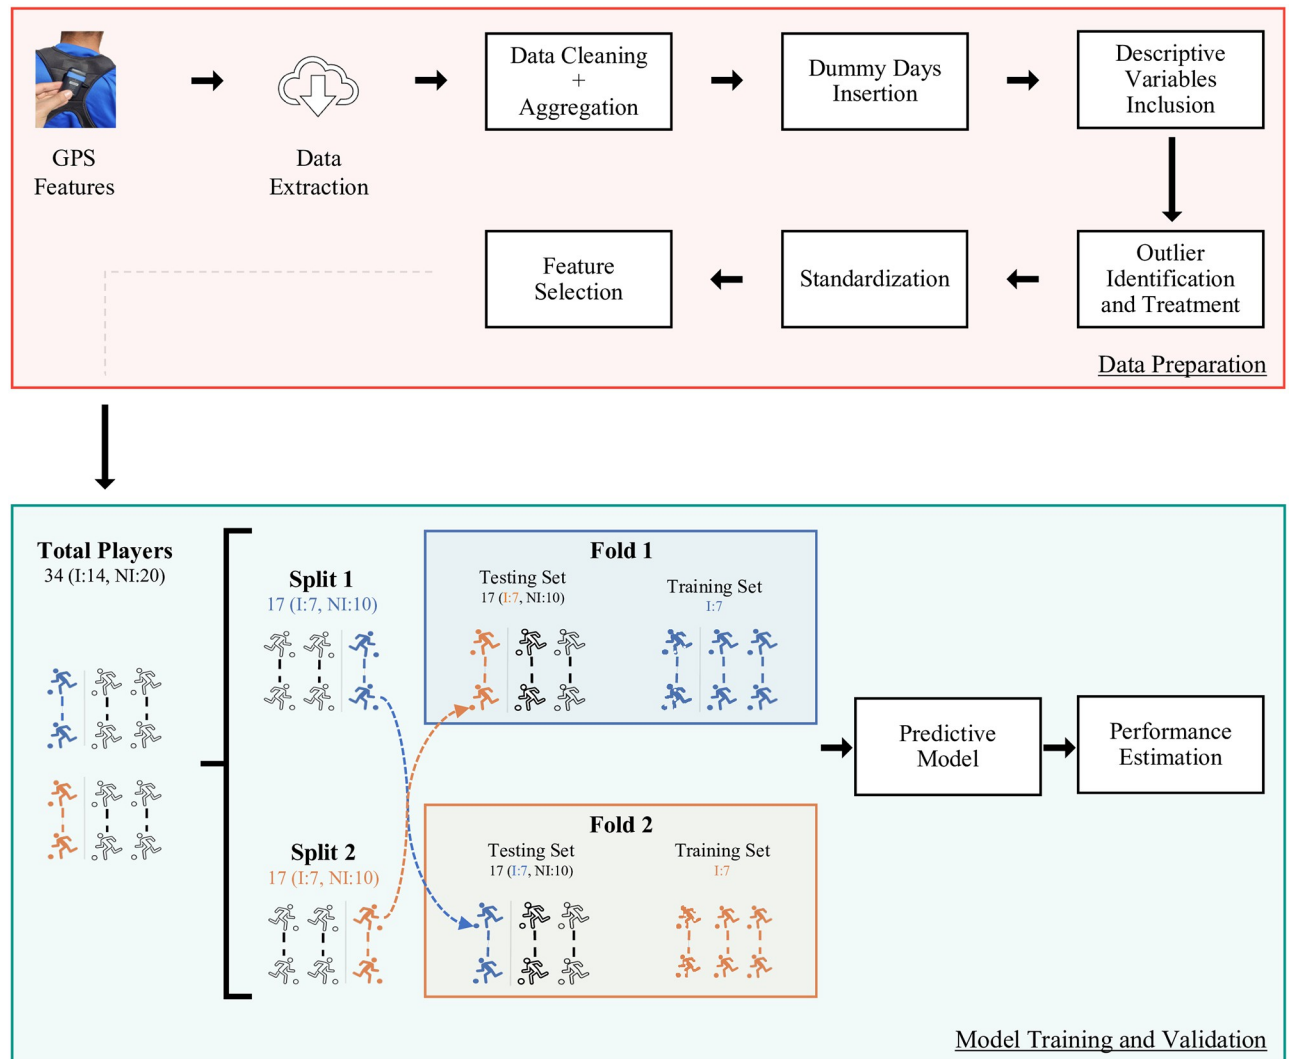 GPS
Features
Data
Extraction
Data Cleaning
+
Aggregation
Dummy Days
Insertion
Descriptive
Variables
Inclusion
Outlier
Identification
and Treatment
Standardization
Feature
Selection
Data Preparation
Total Players
34 (I:14, NI:20)
Split 1
17 (I:7, NI:10)
Fold 1
Testing Set
17 (I:7, NI:10)
Training Set
I:7
Split 2
17 (I:7, NI:10)
Fold 2
Testing Set
17 (I:7, NI:10)
Training Set
I:7
Predictive
Model
Performance
Estimation
Model Training and Validation